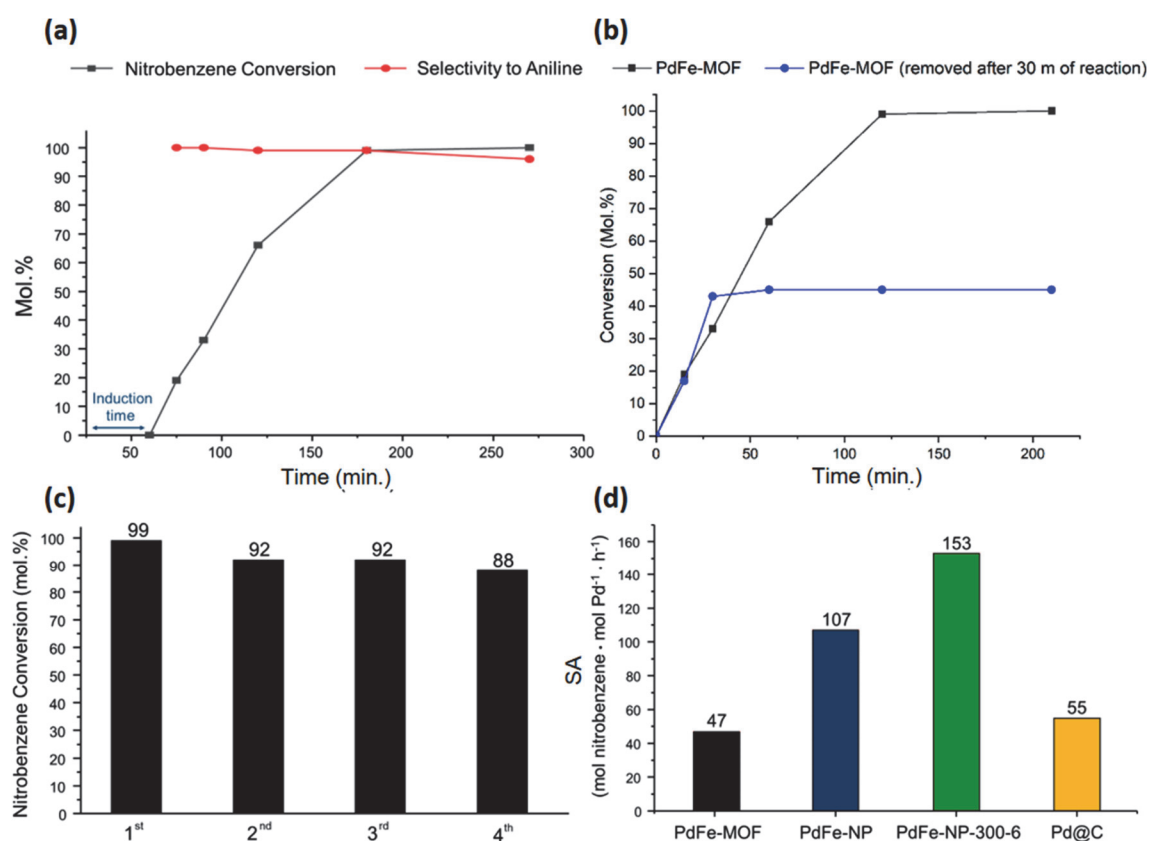 (a)
Nitrobenzene Conversion
Selectivity to Aniline
Mol.%
100
90
80
70
60
50
40
30
20
10
0
Induction
time
50
100
150
200
250
300
Time (min.)
(b)
PdFe-MOF
PdFe-MOF (removed after 30 m of reaction)
Conversion (Mol.%)
100
90
80
70
60
50
40
30
20
10
0
0
50
100
150
200
Time (min.)
(c)
Nitrobenzene Conversion (mol.%)
100
90
80
70
60
50
40
30
20
10
0
99
92
92
88
1st
2nd
3rd
4th
(d)
SA
(mol nitrobenzene · mol Pd⁻¹ · h⁻¹)
160
140
120
100
80
60
40
20
0
47
107
153
55
PdFe-MOF
PdFe-NP
PdFe-NP-300-6
Pd@C